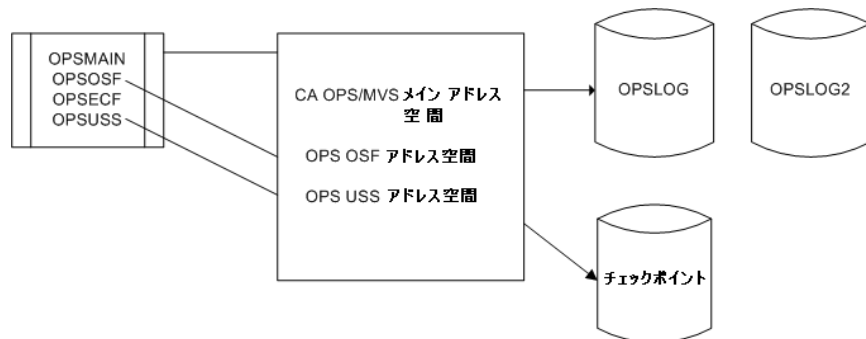 OPSMAIN
OPSOSF
OPSECF
OPSUSS
CA OPS/MVS メイン アドレス
空 間
OPS OSF アドレス空間
OPS USS アドレス空間
OPSLOG
OPSLOG2
チェックポイント